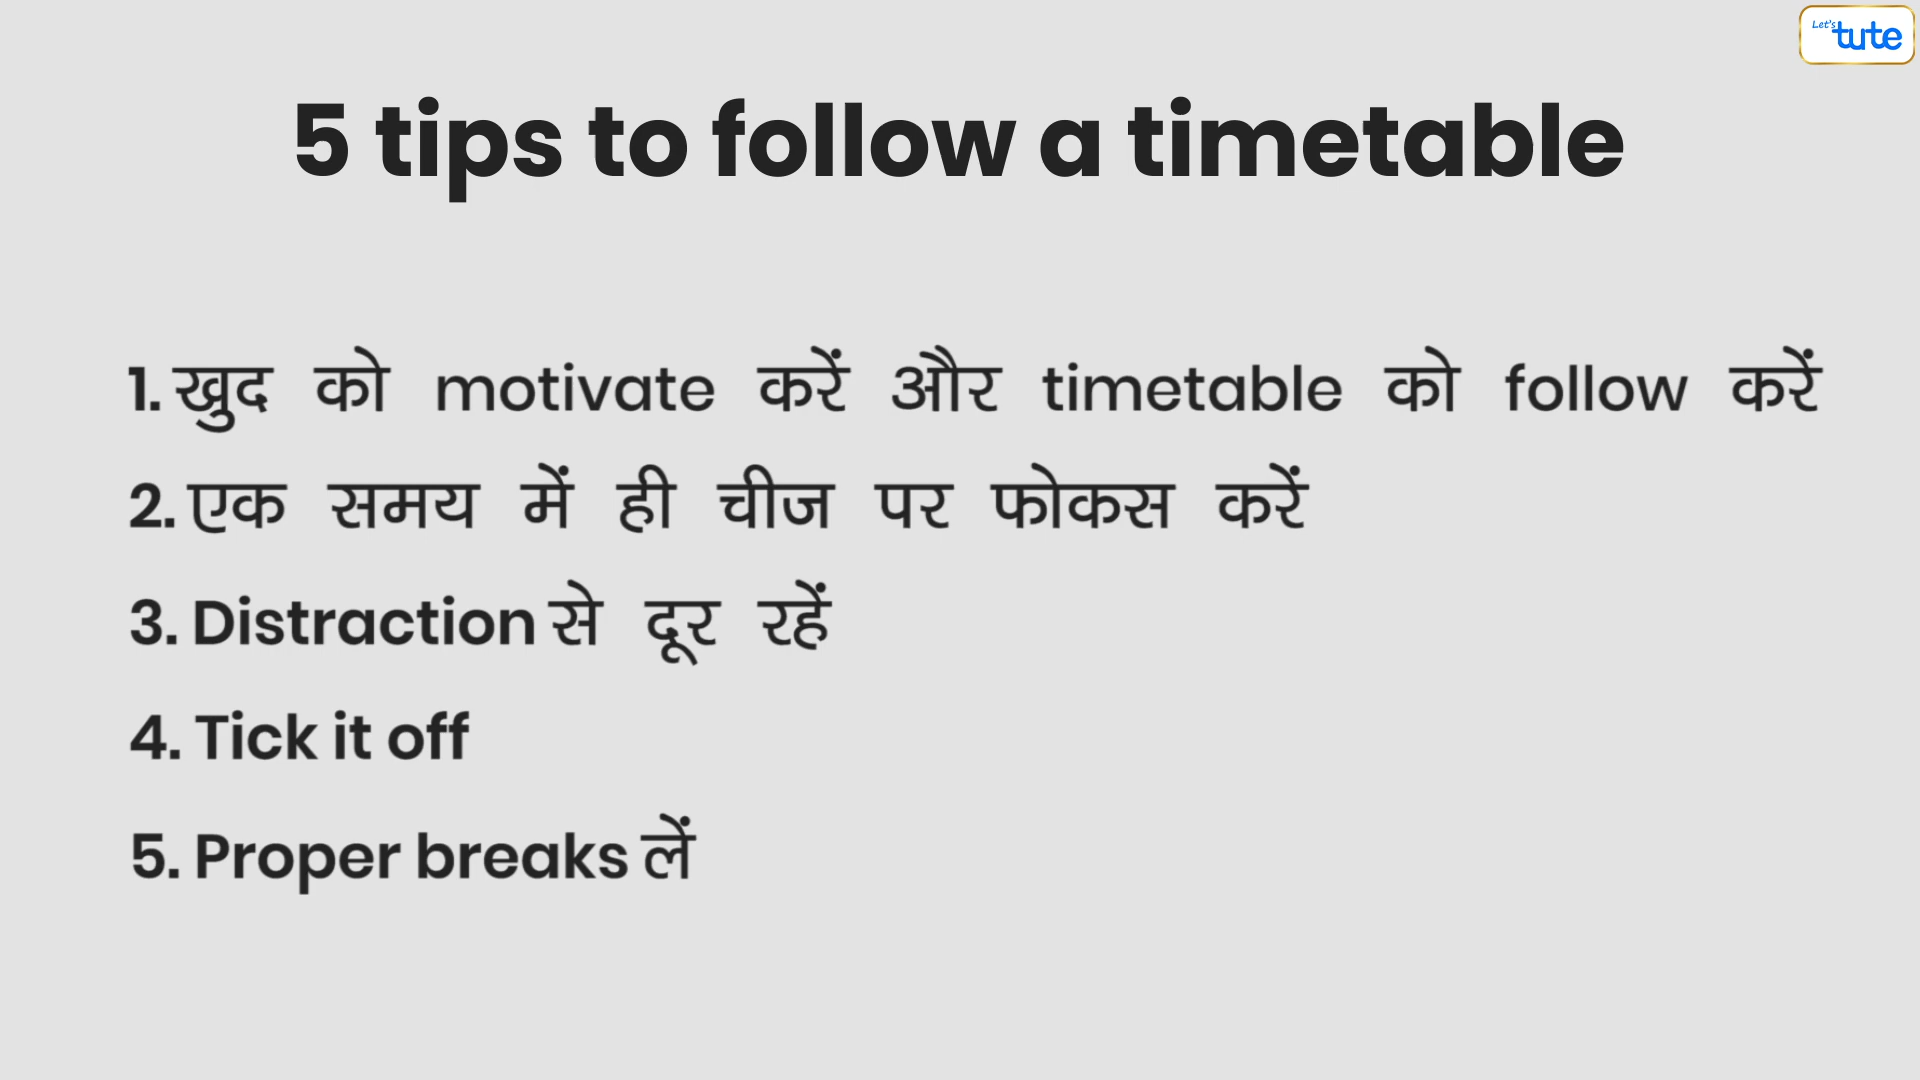 Let's tute
5 tips to follow a timetable
1. खुद को motivate करें और timetable को follow करें
2. एक समय में ही चीज पर फोकस करें
3. Distraction से दूर रहें
4. Tick it off
5. Proper breaks लें